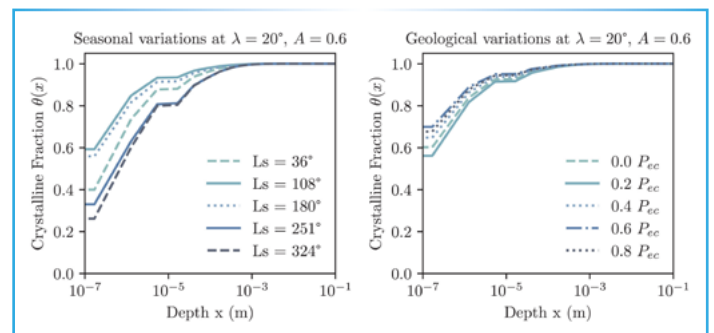 Seasonal variations at λ = 20°, A = 0.6
Crystalline Fraction θ(x)
1.0
0.8
0.6
0.4
0.2
0.0
Ls = 36°
Ls = 108°
Ls = 180°
Ls = 251°
Ls = 324°
10⁻⁷
10⁻⁵
10⁻³
10⁻¹
Depth x (m)
Geological variations at λ = 20°, A = 0.6
Crystalline Fraction θ(x)
1.0
0.8
0.6
0.4
0.2
0.0
0.0 Pec
0.2 Pec
0.4 Pec
0.6 Pec
0.8 Pec
10⁻⁷
10⁻⁵
10⁻³
10⁻¹
Depth x (m)